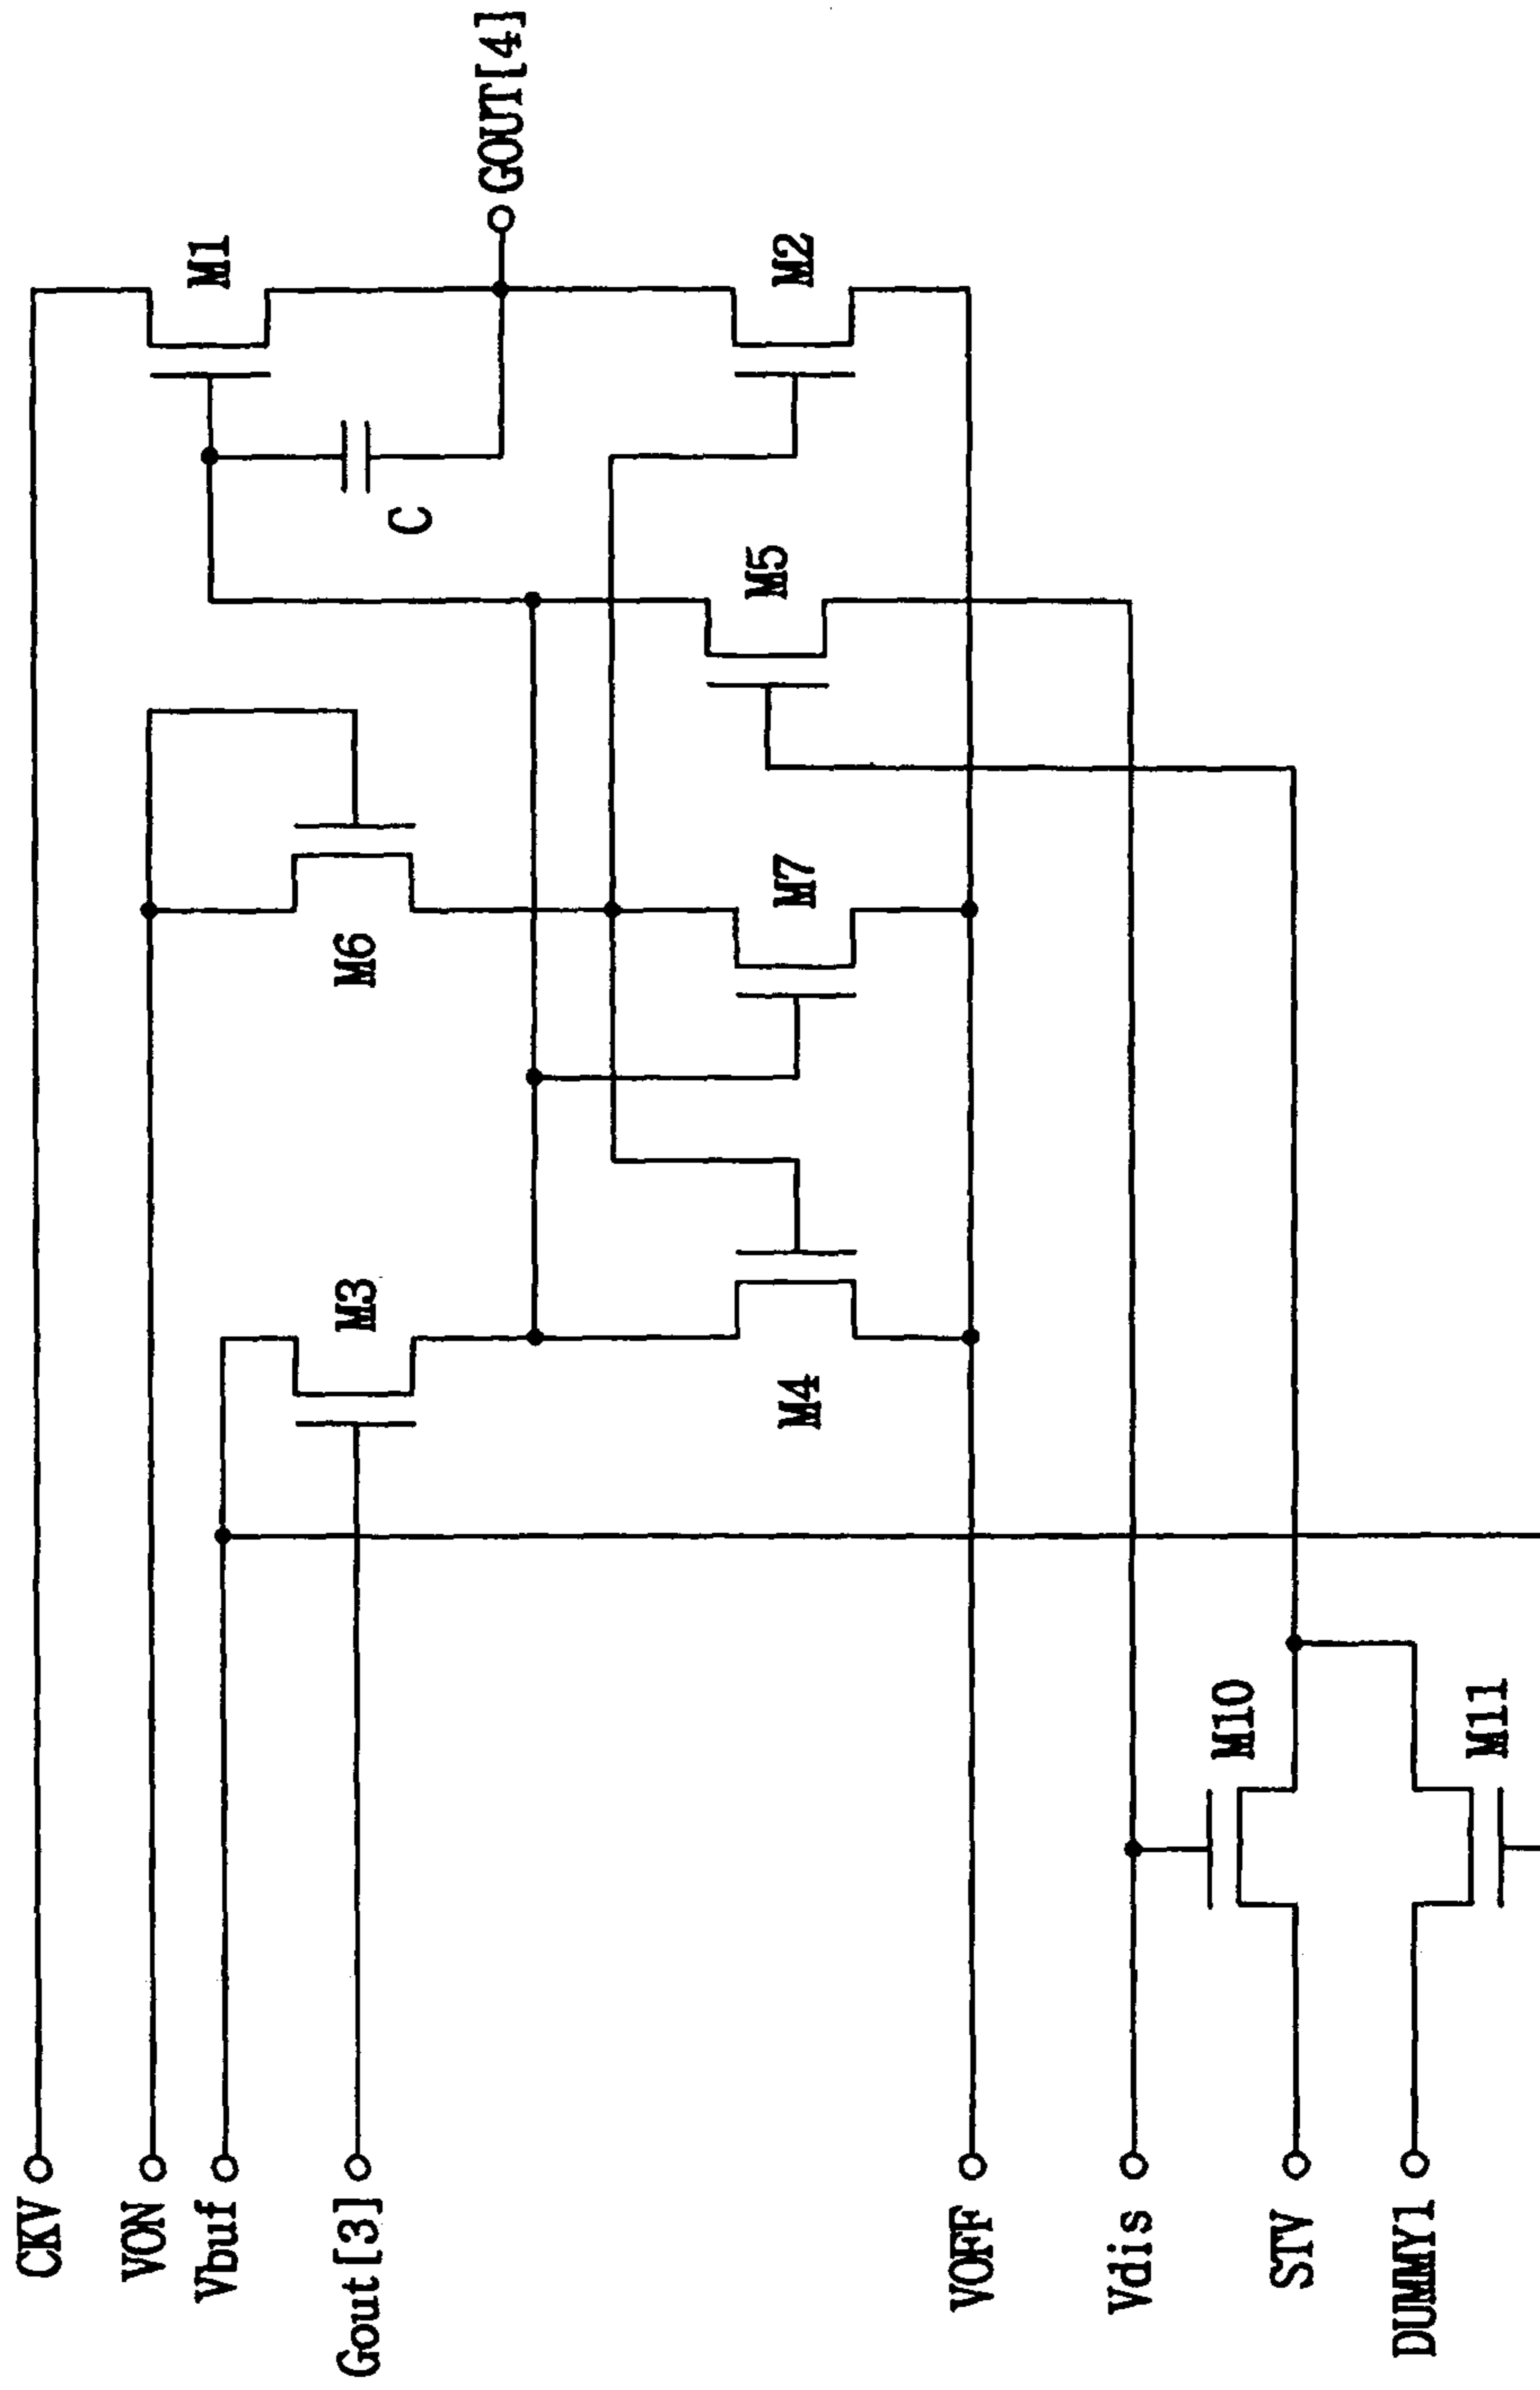 CKV
VON
Vbuf
Gout[3]
VOFF
Vdis
STV
DUMMY1
M3
M4
M6
M7
M5
C
M1
M2
GOUT[4]
M10
M11